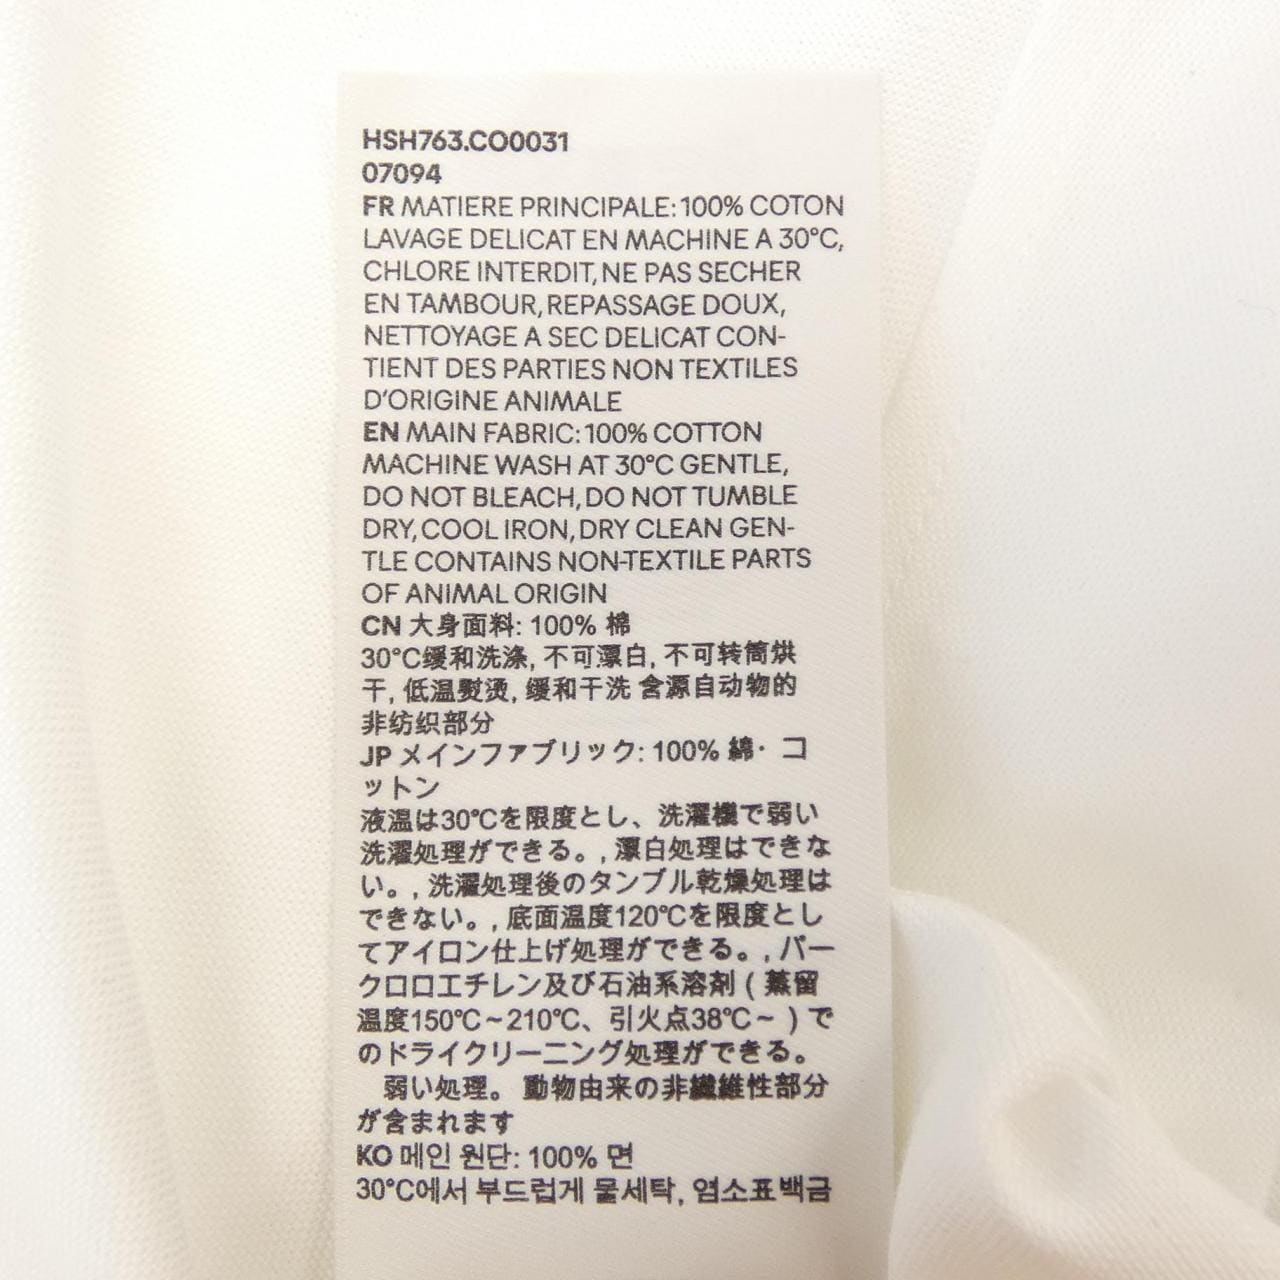 HSH763.CO0031
07094
FR MATIERE PRINCIPALE: 100% COTON
LAVAGE DELICAT EN MACHINE A 30°C,
CHLORE INTERDIT, NE PAS SECHER
EN TAMBOUR, REPASSAGE DOUX,
NETTOYAGE A SEC DELICAT CON-
TIENT DES PARTIES NON TEXTILES
D'ORIGINE ANIMALE
EN MAIN FABRIC: 100% COTTON
MACHINE WASH AT 30°C GENTLE,
DO NOT BLEACH, DO NOT TUMBLE
DRY, COOL IRON, DRY CLEAN GEN-
TLE CONTAINS NON-TEXTILE PARTS
OF ANIMAL ORIGIN
CN 大身面料: 100% 棉
30°C缓和洗涤, 不可漂白, 不可转筒烘
干, 低温熨烫, 缓和干洗 含源自动物的
非纺织部分
JP メインファブリック: 100% 綿・コ
ットン
液温は30℃を限度とし、洗濯機で弱い
洗濯処理ができる。, 漂白処理はできな
い。, 洗濯処理後のタンブル乾燥処理は
できない。, 底面温度120℃を限度とし
てアイロン仕上げ処理ができる。, パー
クロロエチレン及び石油系溶剤 ( 蒸留
温度150℃~210℃、引火点38℃~ ) で
のドライクリーニング処理ができる。
弱い処理。 動物由来の非繊維性部分
が含まれます
KO 메인 원단: 100% 면
30°C에서 부드럽게 물세탁, 염소표백금